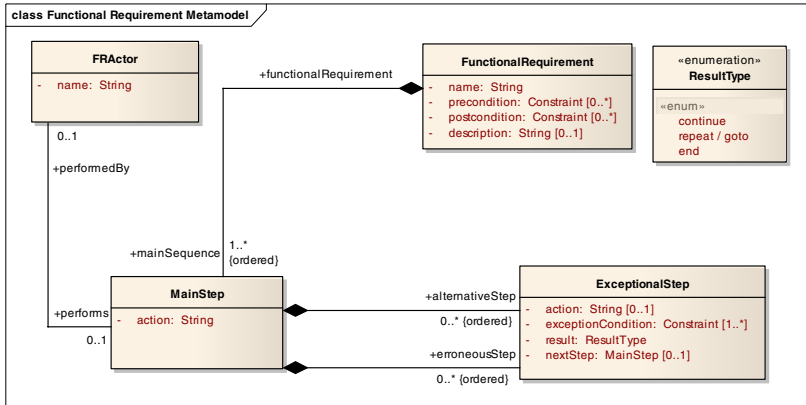 class Functional Requirement Metamodel
FRActor
- name: String
0..1
+performedBy
+performs
0..1
+functionalRequirement
FunctionalRequirement
- name: String
- precondition: Constraint [0..*]
- postcondition: Constraint [0..*]
- description: String [0..1]
«enumeration»
ResultType
«enum»
continue
repeat / goto
end
+mainSequence
1..*
{ordered}
MainStep
- action: String
+alternativeStep
0..* {ordered}
+erroneousStep
0..* {ordered}
ExceptionalStep
- action: String [0..1]
- exceptionCondition: Constraint [1..*]
- result: ResultType
- nextStep: MainStep [0..1]